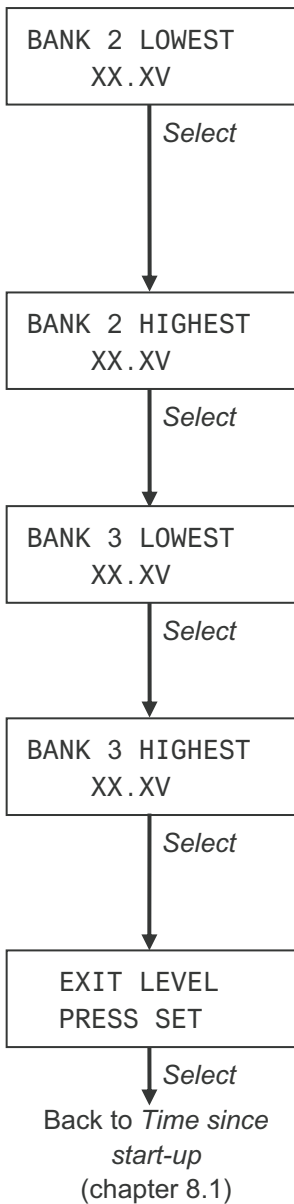 BANK 2 LOWEST
XX.XV
Select
BANK 2 HIGHEST
XX.XV
Select
BANK 3 LOWEST
XX.XV
Select
BANK 3 HIGHEST
XX.XV
Select
EXIT LEVEL
PRESS SET
Select
Back to Time since
start-up
(chapter 8.1)